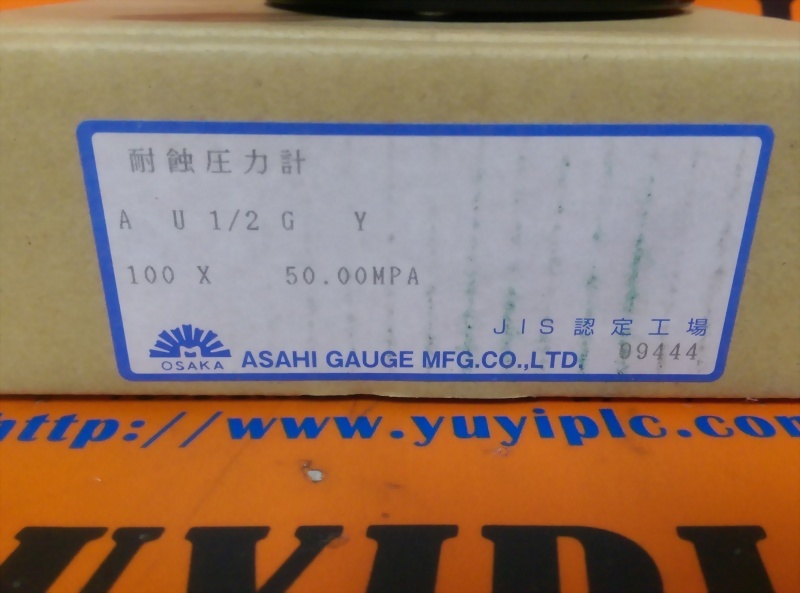 耐蝕圧力計
A U 1/2 G Y
100 X 50.00MPA
JIS 認定工場
OSAKA ASAHI GAUGE MFG.CO.,LTD. 09444
http://www.yuyiplc.com